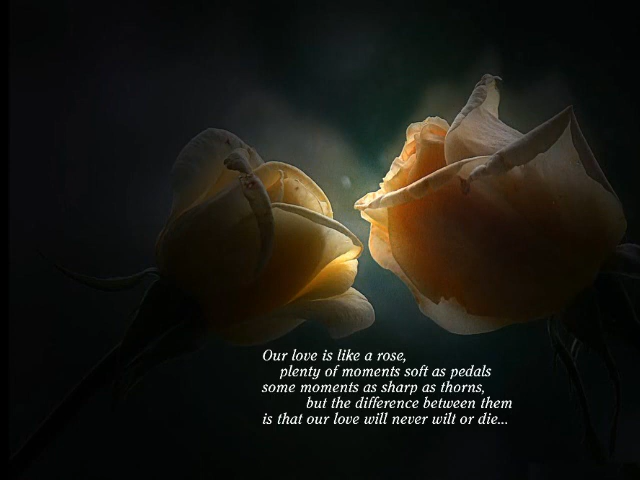 Our love is like a rose,
plenty of moments soft as pedals
some moments as sharp as thorns,
but the difference between them
is that our love will never wilt or die...